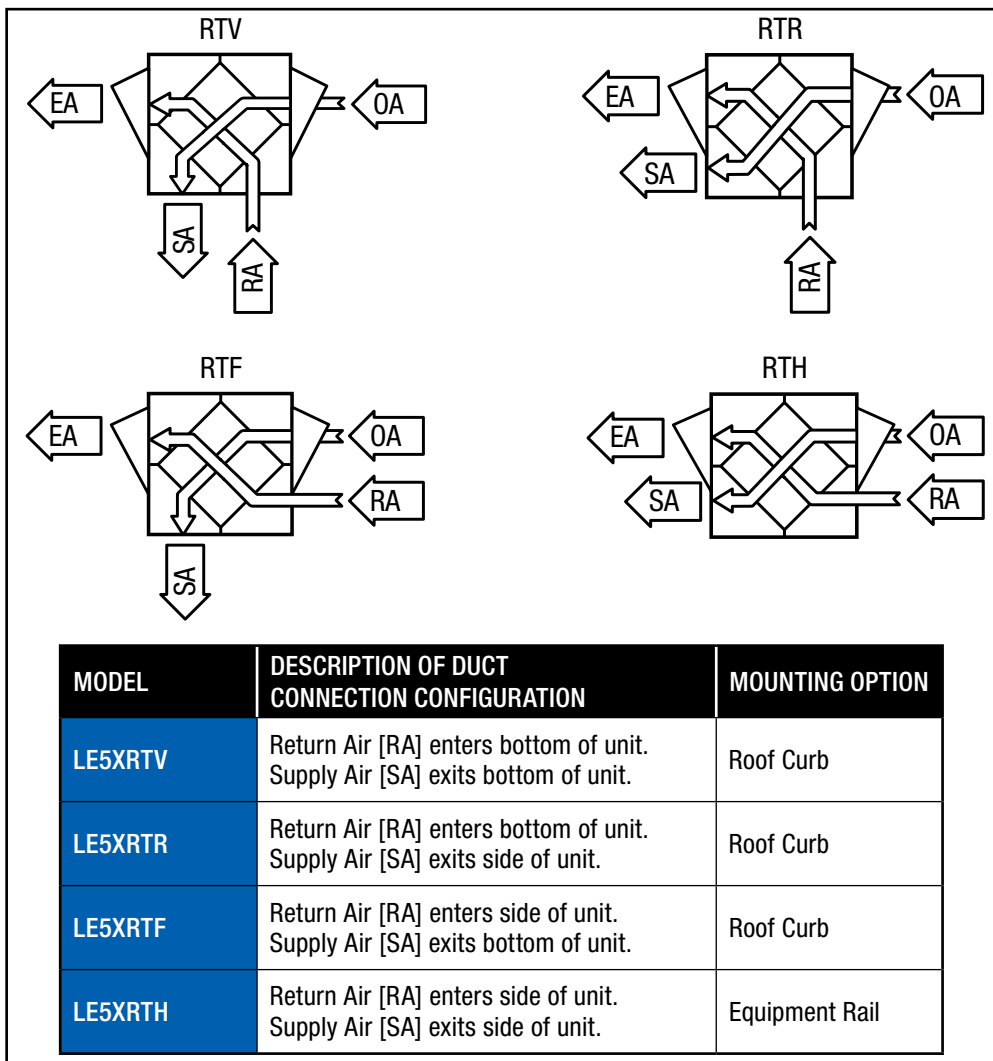 RTV
EA
OA
SA
RA
RTR
EA
OA
SA
RA
RTF
EA
OA
RA
SA
RTH
EA
OA
SA
RA
MODEL
DESCRIPTION OF DUCT
CONNECTION CONFIGURATION
MOUNTING OPTION
LE5XRTV
Return Air [RA] enters bottom of unit.
Supply Air [SA] exits bottom of unit.
Roof Curb
LE5XRTR
Return Air [RA] enters bottom of unit.
Supply Air [SA] exits side of unit.
Roof Curb
LE5XRTF
Return Air [RA] enters side of unit.
Supply Air [SA] exits bottom of unit.
Roof Curb
LE5XRTH
Return Air [RA] enters side of unit.
Supply Air [SA] exits side of unit.
Equipment Rail